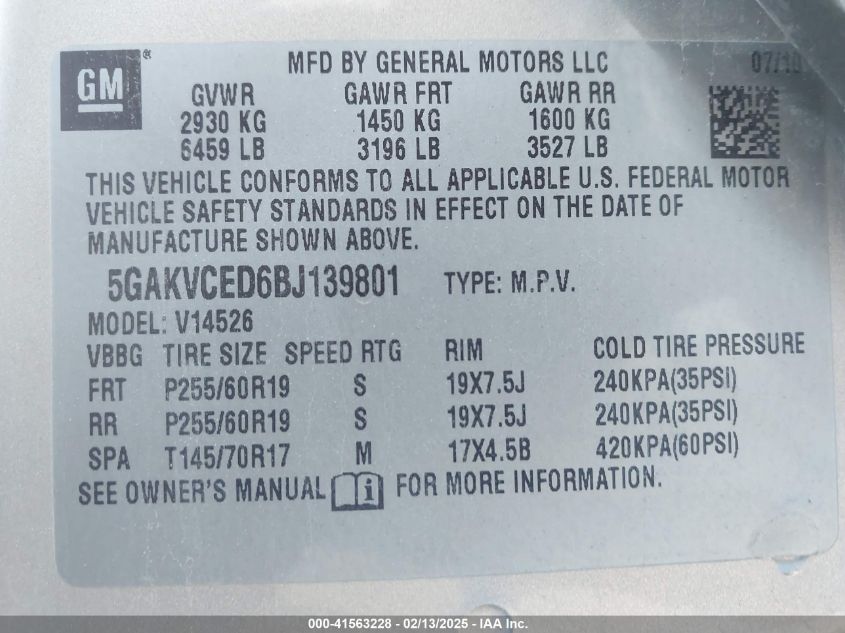 GM ®
MFD BY GENERAL MOTORS LLC 07/10
GVWR GAWR FRT GAWR RR
2930 KG 1450 KG 1600 KG
6459 LB 3196 LB 3527 LB
THIS VEHICLE CONFORMS TO ALL APPLICABLE U.S. FEDERAL MOTOR
VEHICLE SAFETY STANDARDS IN EFFECT ON THE DATE OF
MANUFACTURE SHOWN ABOVE.
5GAKVCED6BJ139801 TYPE: M.P.V.
MODEL: V14526
VBBG TIRE SIZE SPEED RTG RIM COLD TIRE PRESSURE
FRT P255/60R19 S 19X7.5J 240KPA(35PSI)
RR P255/60R19 S 19X7.5J 240KPA(35PSI)
SPA T145/70R17 M 17X4.5B 420KPA(60PSI)
SEE OWNER'S MANUAL i FOR MORE INFORMATION.
000-41563228 - 02/13/2025 - IAA Inc.